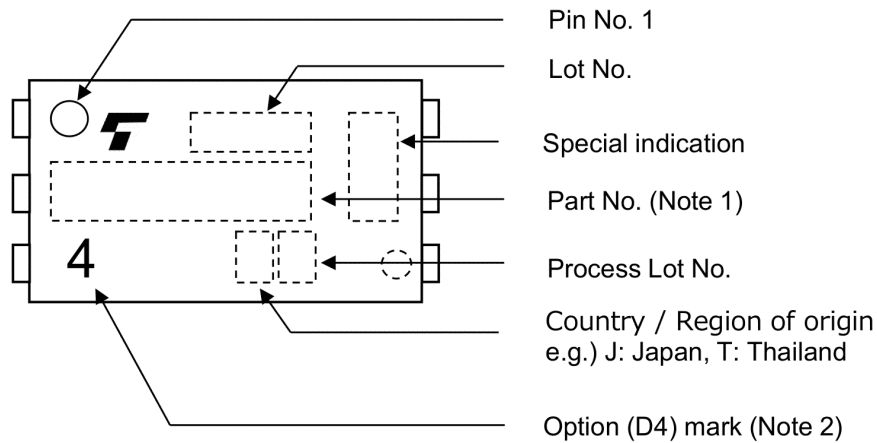 Pin No. 1
Lot No.
Special indication
Part No. (Note 1)
4
Process Lot No.
Country / Region of origin
e.g.) J: Japan, T: Thailand
Option (D4) mark (Note 2)